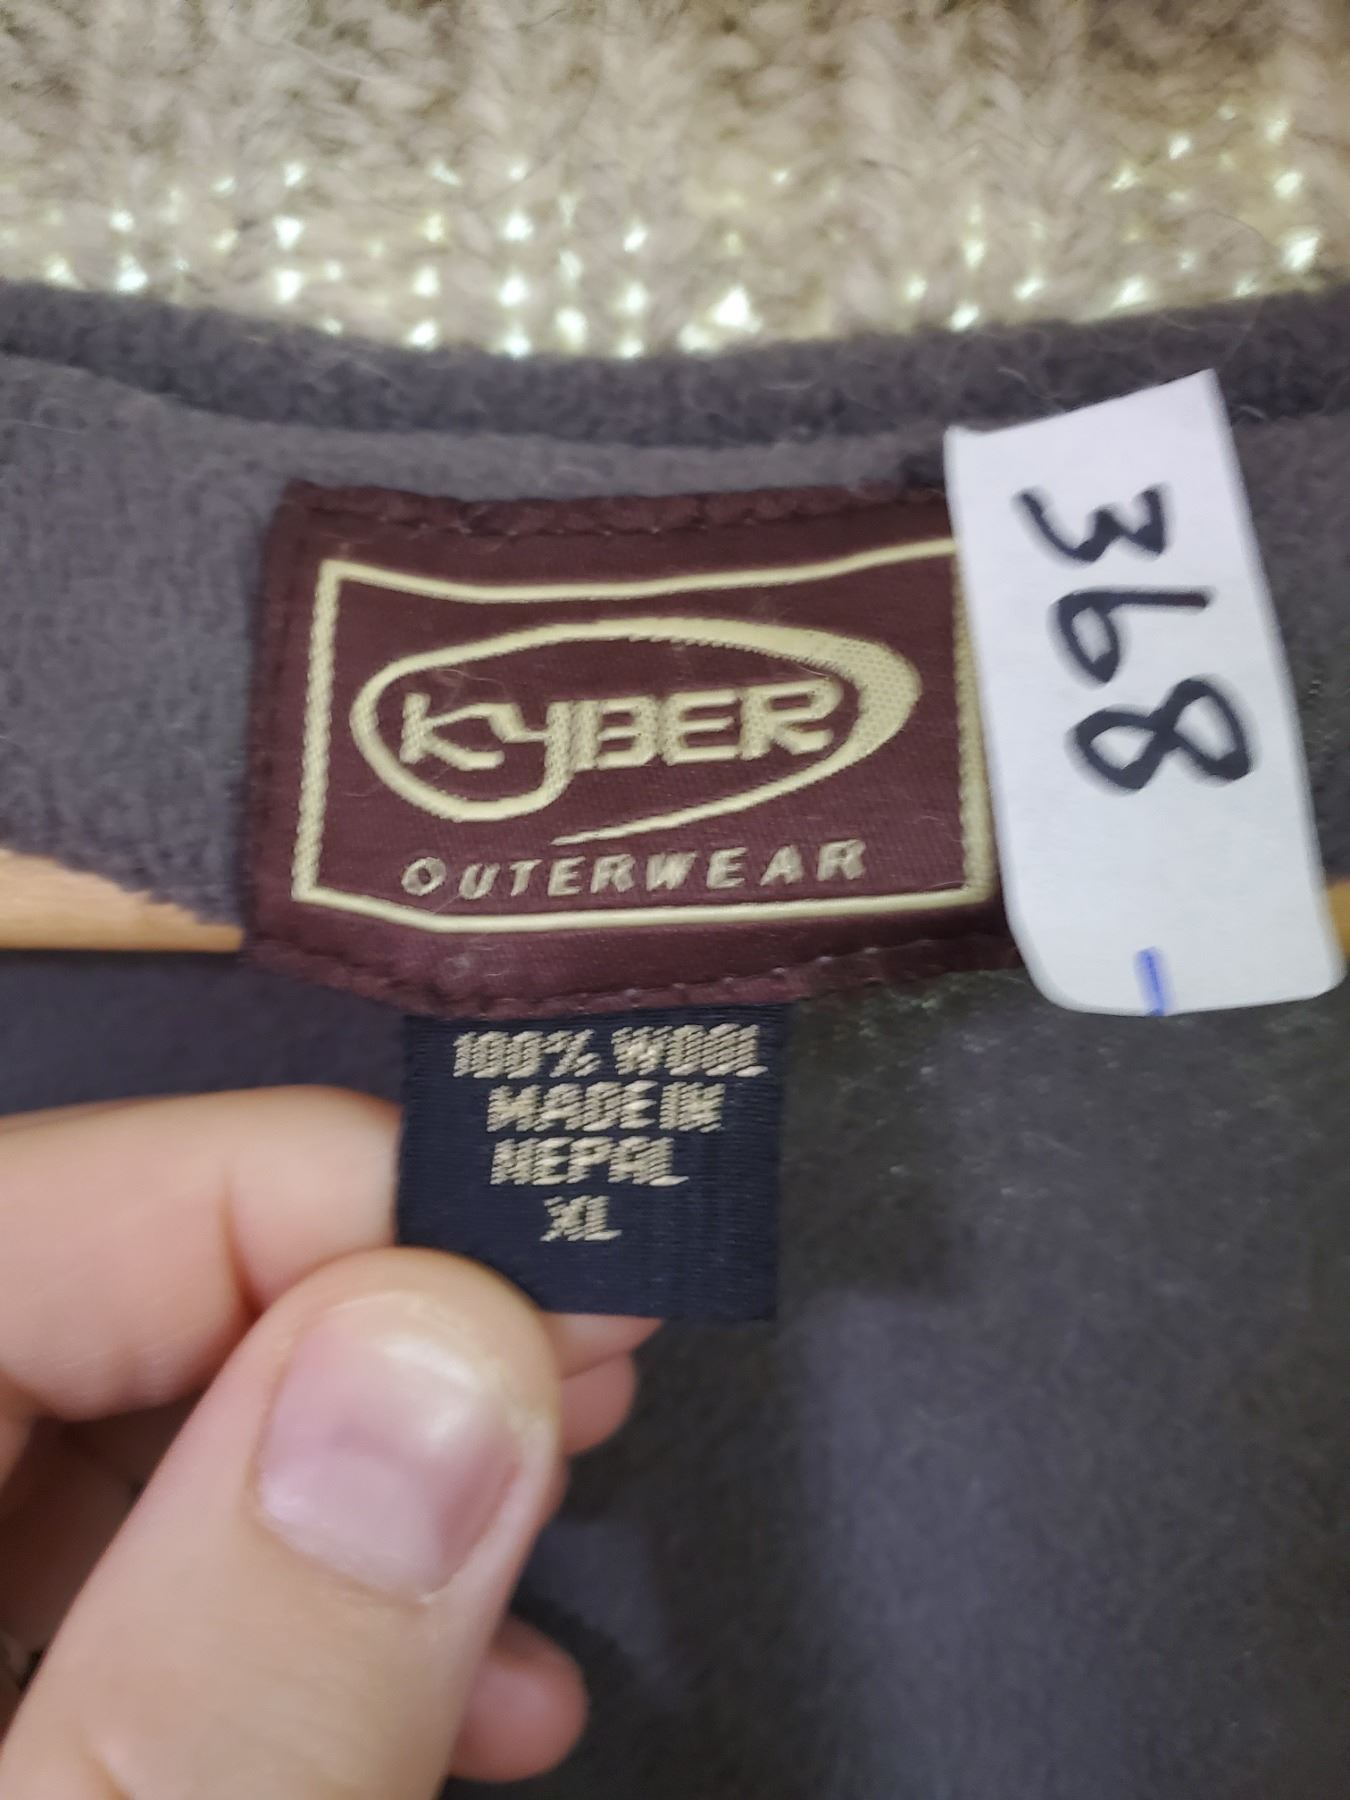 KYBER
OUTERWEAR
368
100% WOOL
MADE IN
NEPAL
XL